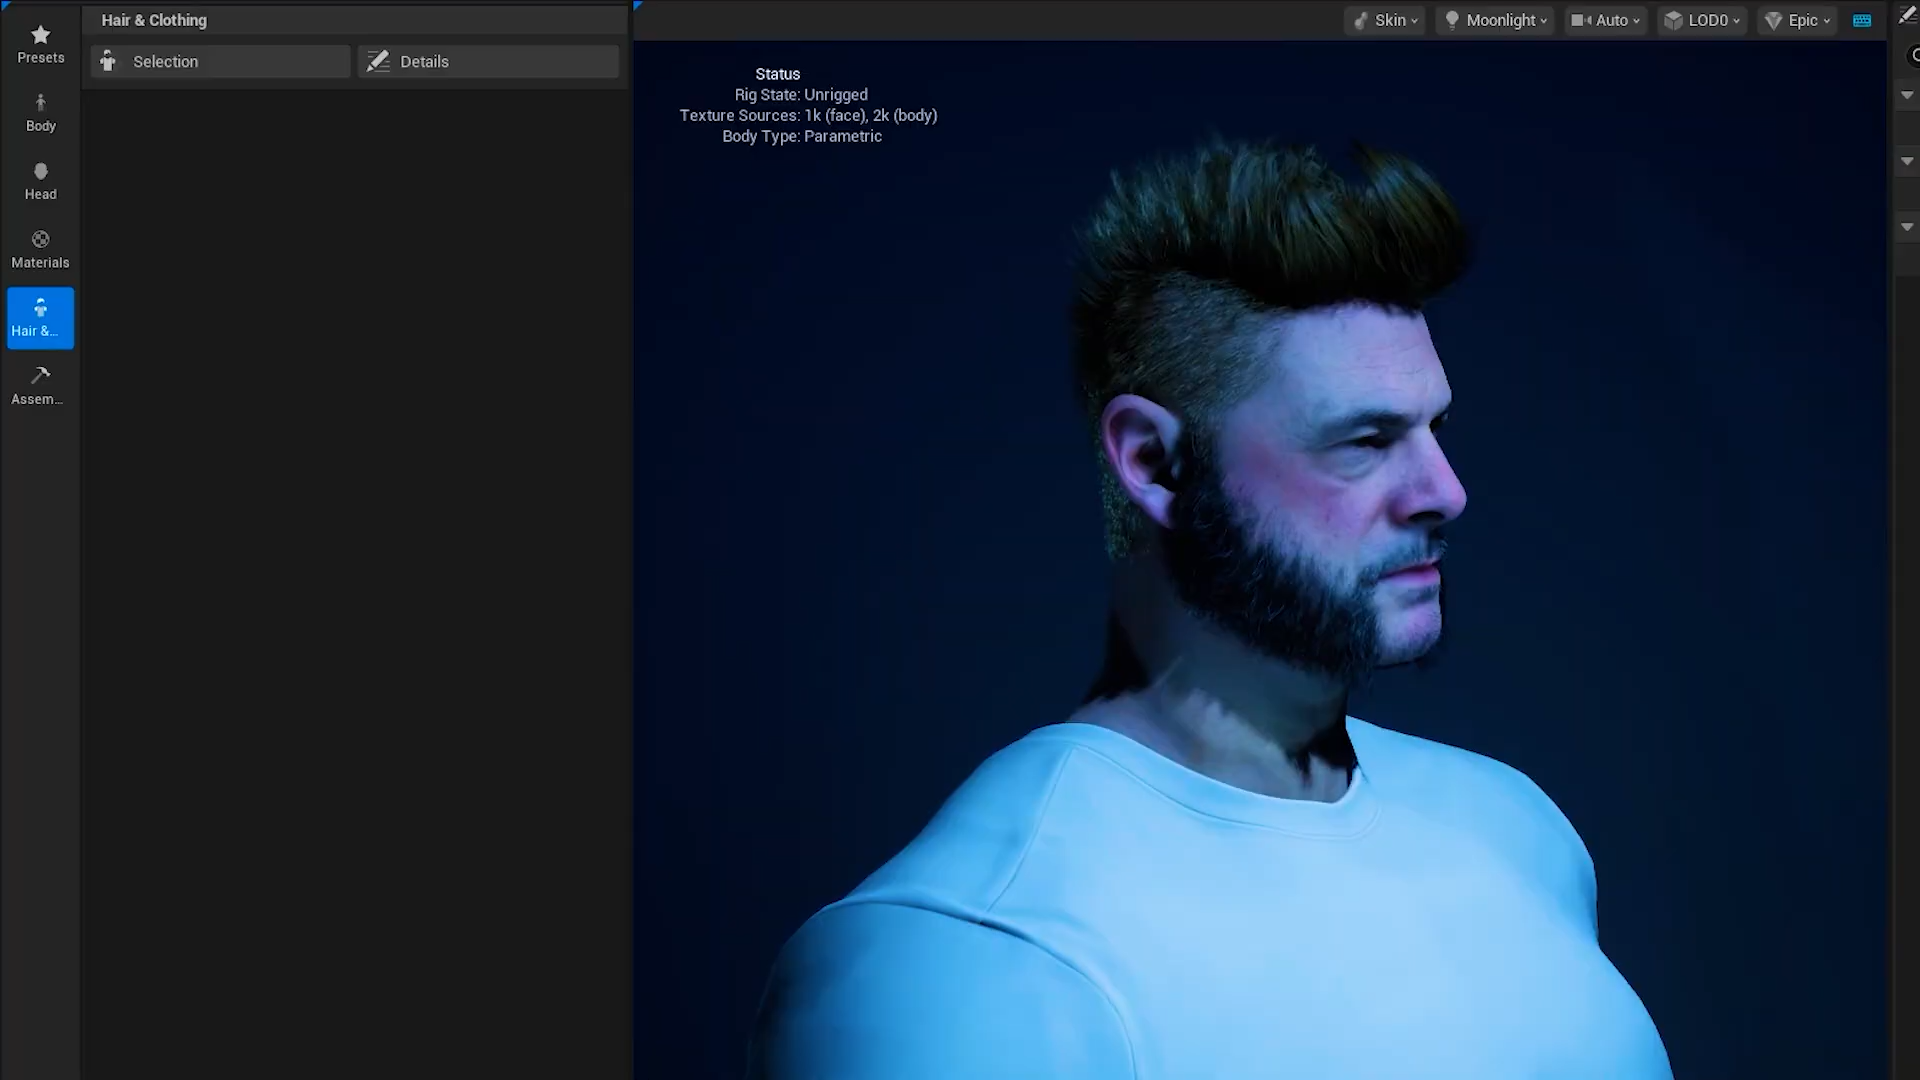 Hair & Clothing
Selection
Details
Presets
Body
Head
Materials
Hair &...
Assem...
Skin
Moonlight
Auto
LOD0
Epic
Status
Rig State: Unrigged
Texture Sources: 1k (face), 2k (body)
Body Type: Parametric